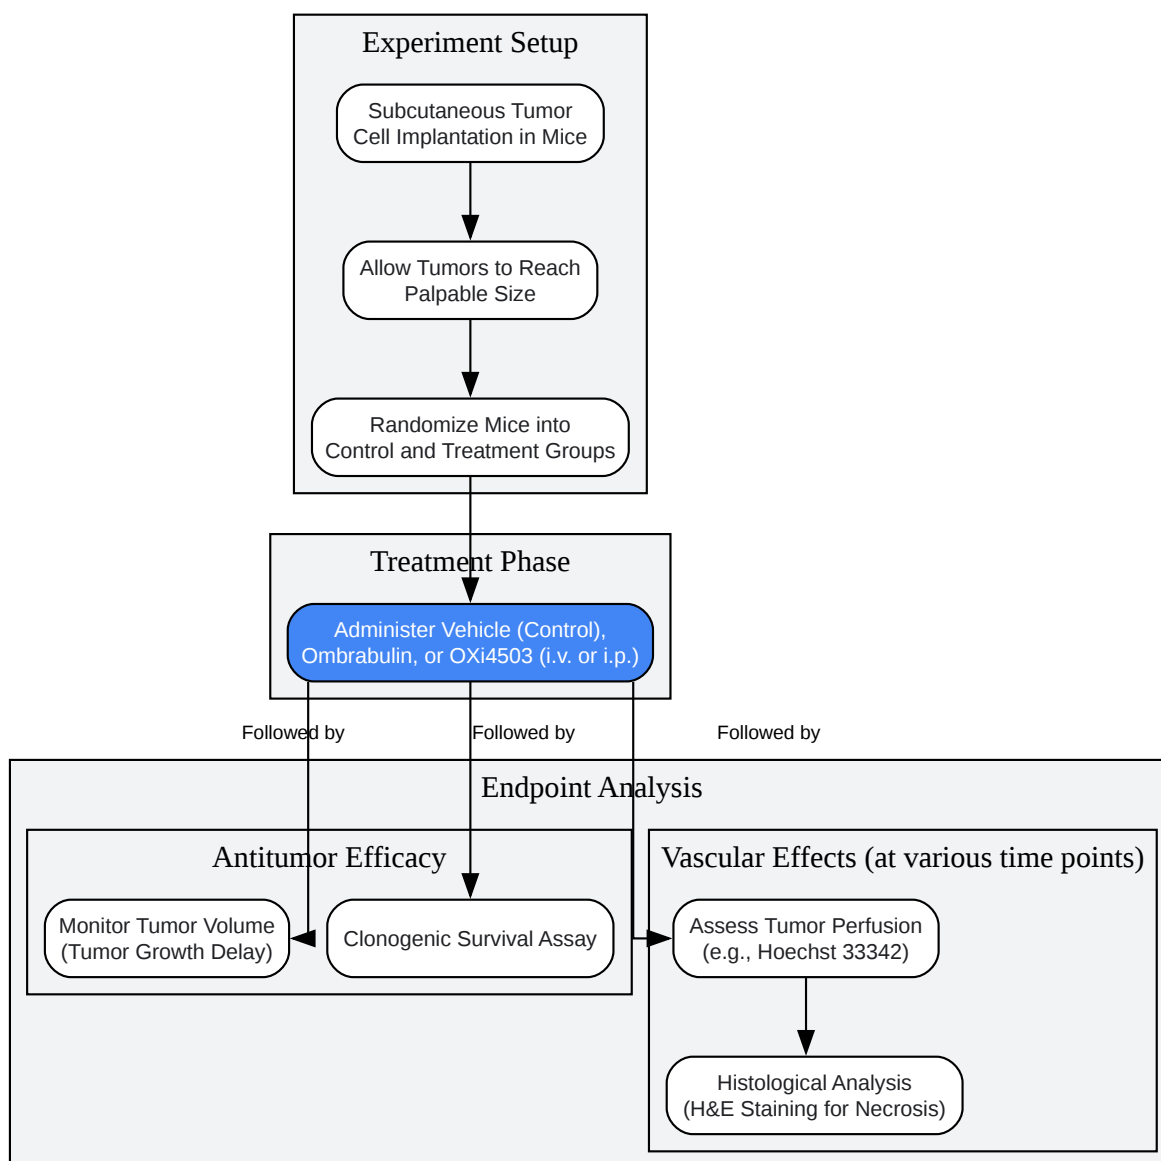 Experiment Setup
Subcutaneous Tumor
Cell Implantation in Mice
Allow Tumors to Reach
Palpable Size
Randomize Mice into
Control and Treatment Groups
Treatment Phase
Administer Vehicle (Control),
Ombrabulin, or OXi4503 (i.v. or i.p.)
Followed by
Followed by
Followed by
Endpoint Analysis
Antitumor Efficacy
Monitor Tumor Volume
(Tumor Growth Delay)
Clonogenic Survival Assay
Vascular Effects (at various time points)
Assess Tumor Perfusion
(e.g., Hoechst 33342)
Histological Analysis
(H&E Staining for Necrosis)